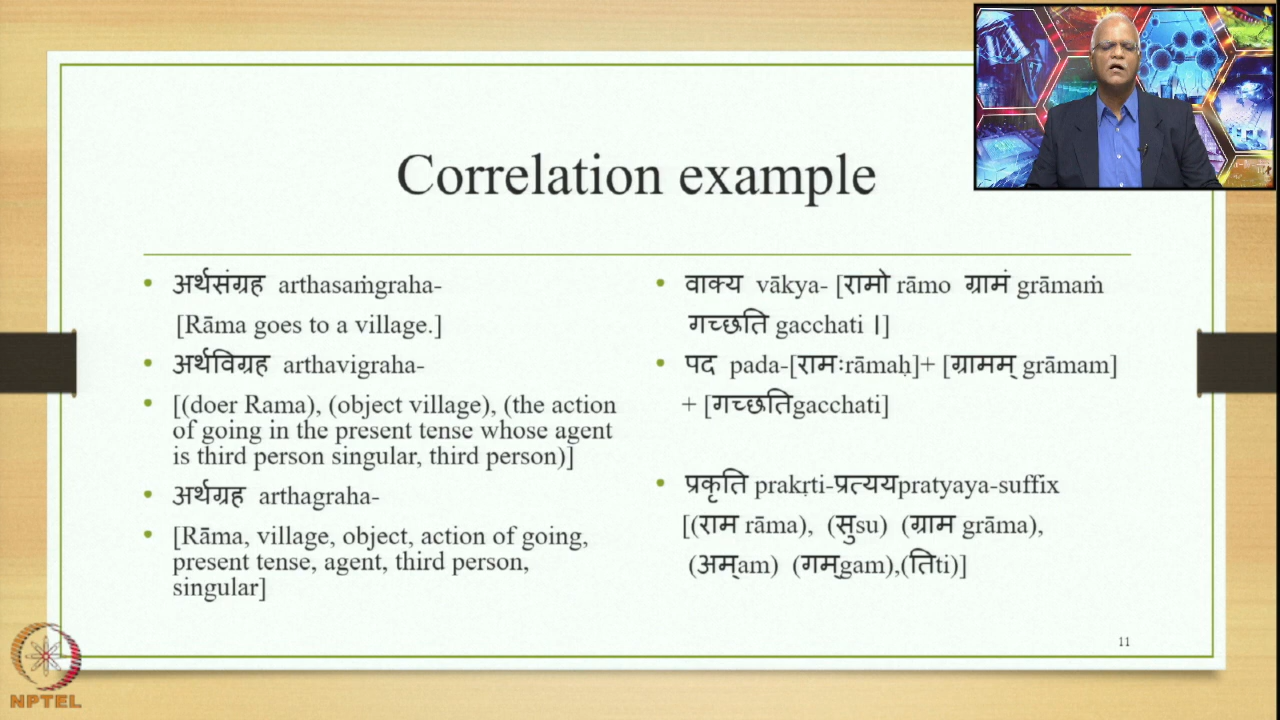 Correlation example
• अर्थसंग्रह arthasaṁgraha-
[Rāma goes to a village.]
• अर्थविग्रह arthavigraha-
• [(doer Rama), (object village), (the action
of going in the present tense whose agent
is third person singular, third person)]
• अर्थग्रह arthagraha-
• [Rāma, village, object, action of going,
present tense, agent, third person,
singular]
• वाक्य vākya- [रामो rāmo ग्रामं grāmaṁ
गच्छति gacchati ।]
• पद pada-[रामःrāmaḥ]+ [ग्रामम् grāmam]
+ [गच्छतिgacchati]
• प्रकृति prakṛti-प्रत्ययpratyaya-suffix
[(राम rāma), (सुsu) (ग्राम grāma),
(अम्am) (गम्gam),(तिti)]
11
NPTEL